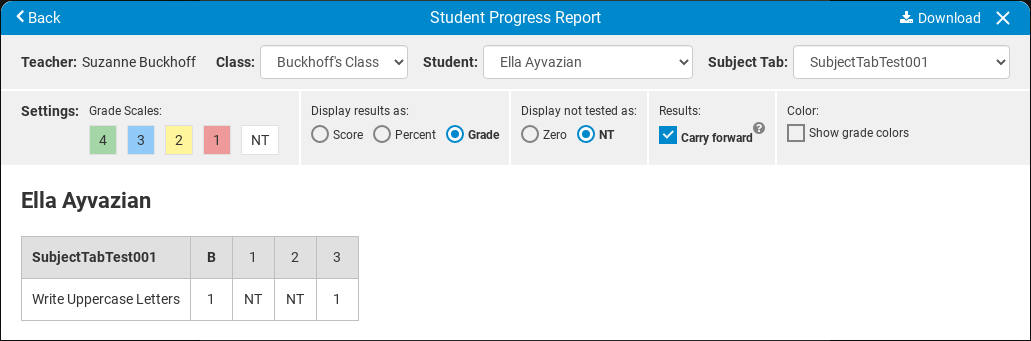 Back Student Progress Report Download
Teacher: Suzanne Buckhoff Class: Buckhoff's Class Student: Ella Ayvazian Subject Tab: SubjectTabTest001
Settings: Grade Scales: Display results as: Display not tested as: Results: Color:
4 3 2 1 NT Score Percent Grade Zero NT Carry forward ? Show grade colors
Ella Ayvazian
SubjectTabTest001 B 1 2 3
Write Uppercase Letters 1 NT NT 1